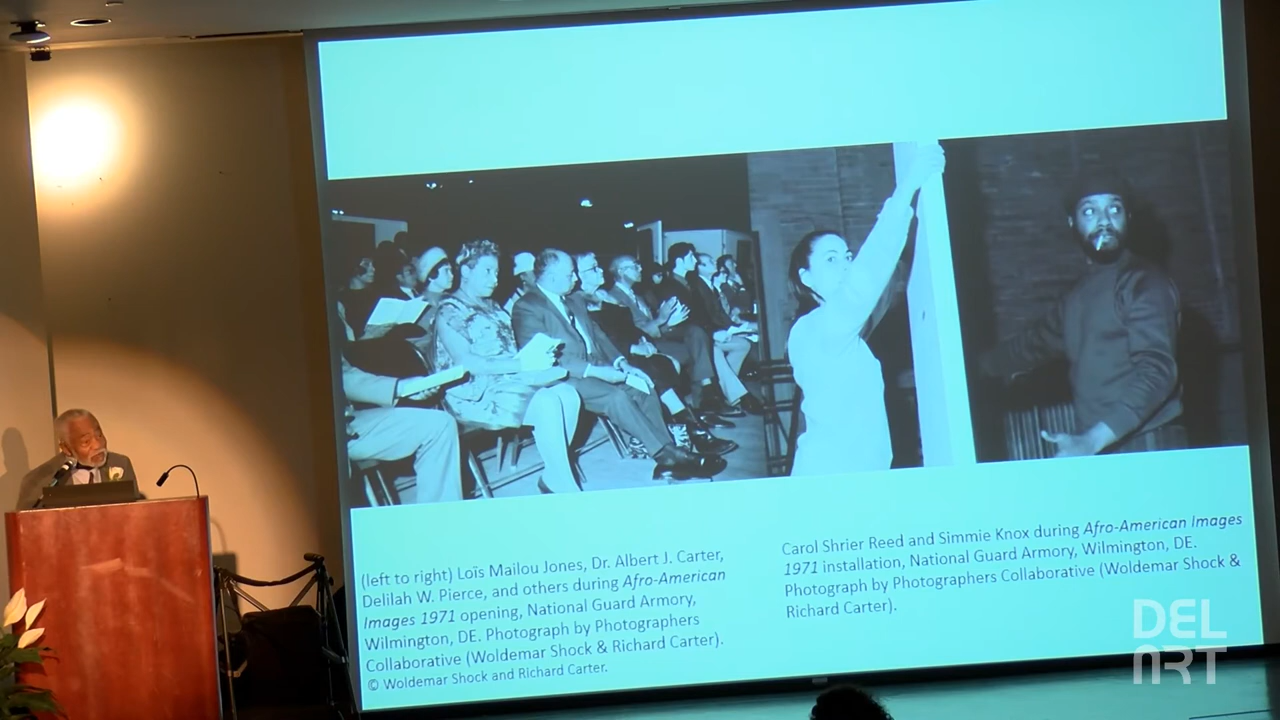 (left to right) Loïs Mailou Jones, Dr. Albert J. Carter,
Delilah W. Pierce, and others during Afro-American
Images 1971 opening, National Guard Armory,
Wilmington, DE. Photograph by Photographers
Collaborative (Woldemar Shock & Richard Carter).
© Woldemar Shock and Richard Carter.
Carol Shrier Reed and Simmie Knox during Afro-American Images
1971 installation, National Guard Armory, Wilmington, DE.
Photograph by Photographers Collaborative (Woldemar Shock &
Richard Carter).
DEL
ART